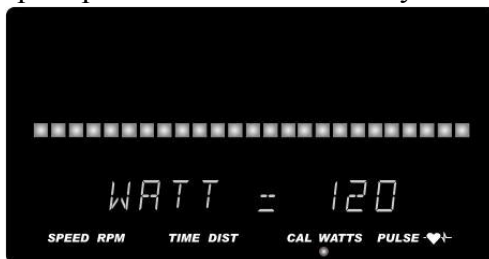 WATT = 120
SPEED RPM TIME DIST CAL WATTS PULSE